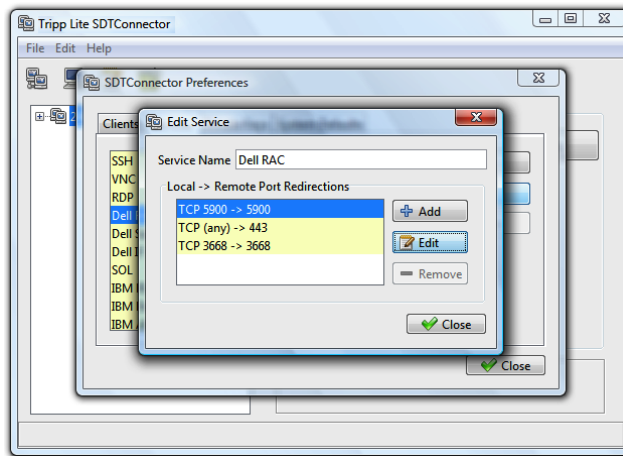 Tripp Lite SDTConnector
File Edit Help
SDTConnector Preferences
Clients
Edit Service
Service Name Dell RAC
Local -> Remote Port Redirections
TCP 5900 -> 5900
TCP (any) -> 443
TCP 3668 -> 3668
Add
Edit
Remove
Close
SSH
VNC
RDP
Dell
Dell
Dell
SOL
IBM
IBM
IBM
Close